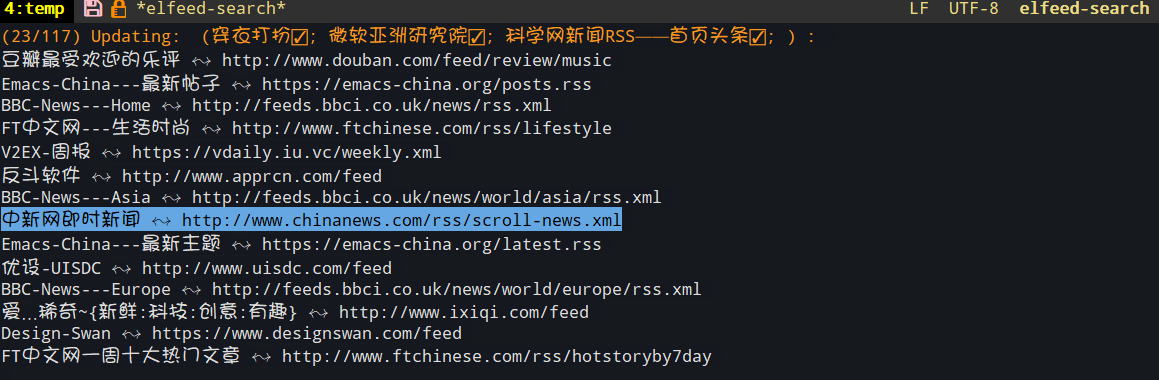 4:temp *elfeed-search* LF UTF-8 elfeed-search
(23/117) Updating: (穿衣打扮☑; 微软亚洲研究院☑; 科学网新闻RSS——首页头条☑; ) :
豆瓣最受欢迎的乐评 ↭ http://www.douban.com/feed/review/music
Emacs-China---最新帖子 ↭ https://emacs-china.org/posts.rss
BBC-News---Home ↭ http://feeds.bbci.co.uk/news/rss.xml
FT中文网---生活时尚 ↭ http://www.ftchinese.com/rss/lifestyle
V2EX-周报 ↭ https://vdaily.iu.vc/weekly.xml
反斗软件 ↭ http://www.apprcn.com/feed
BBC-News---Asia ↭ http://feeds.bbci.co.uk/news/world/asia/rss.xml
中新网即时新闻 ↭ http://www.chinanews.com/rss/scroll-news.xml
Emacs-China---最新主题 ↭ https://emacs-china.org/latest.rss
优设-UISDC ↭ http://www.uisdc.com/feed
BBC-News---Europe ↭ http://feeds.bbci.co.uk/news/world/europe/rss.xml
爱…稀奇~{新鲜:科技:创意:有趣} ↭ http://www.ixiqi.com/feed
Design-Swan ↭ https://www.designswan.com/feed
FT中文网一周十大热门文章 ↭ http://www.ftchinese.com/rss/hotstoryby7day